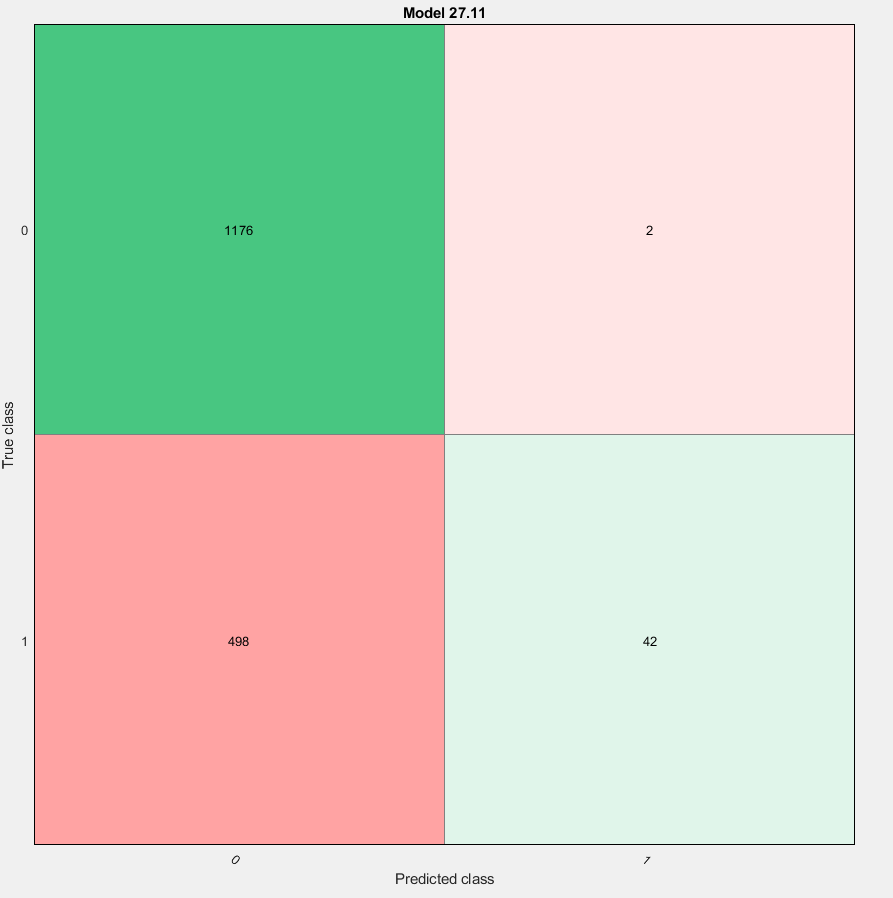 Model 27.11
True class
0
1176
2
1
498
42
0
1
Predicted class